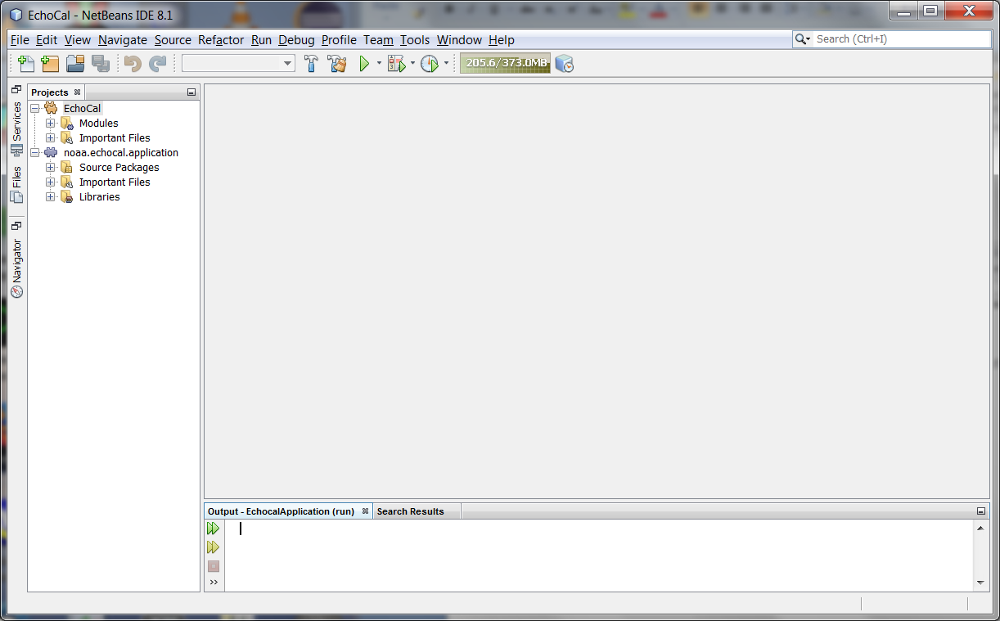 EchoCal - NetBeans IDE 8.1
File Edit View Navigate Source Refactor Run Debug Profile Team Tools Window Help
Search (Ctrl+I)
205.6/373.0MB
Services
Files
Navigator
Projects
EchoCal
Modules
Important Files
noaa.echocal.application
Source Packages
Important Files
Libraries
Output - EchocalApplication (run)
Search Results